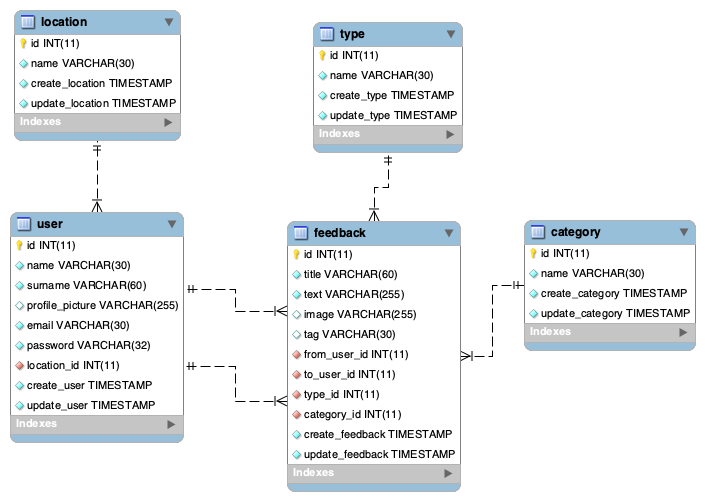 location
id INT(11)
name VARCHAR(30)
create_location TIMESTAMP
update_location TIMESTAMP
Indexes
type
id INT(11)
name VARCHAR(30)
create_type TIMESTAMP
update_type TIMESTAMP
Indexes
user
id INT(11)
name VARCHAR(30)
surname VARCHAR(60)
profile_picture VARCHAR(255)
email VARCHAR(30)
password VARCHAR(32)
location_id INT(11)
create_user TIMESTAMP
update_user TIMESTAMP
Indexes
feedback
id INT(11)
title VARCHAR(60)
text VARCHAR(255)
image VARCHAR(255)
tag VARCHAR(30)
from_user_id INT(11)
to_user_id INT(11)
type_id INT(11)
category_id INT(11)
create_feedback TIMESTAMP
update_feedback TIMESTAMP
Indexes
category
id INT(11)
name VARCHAR(30)
create_category TIMESTAMP
update_category TIMESTAMP
Indexes